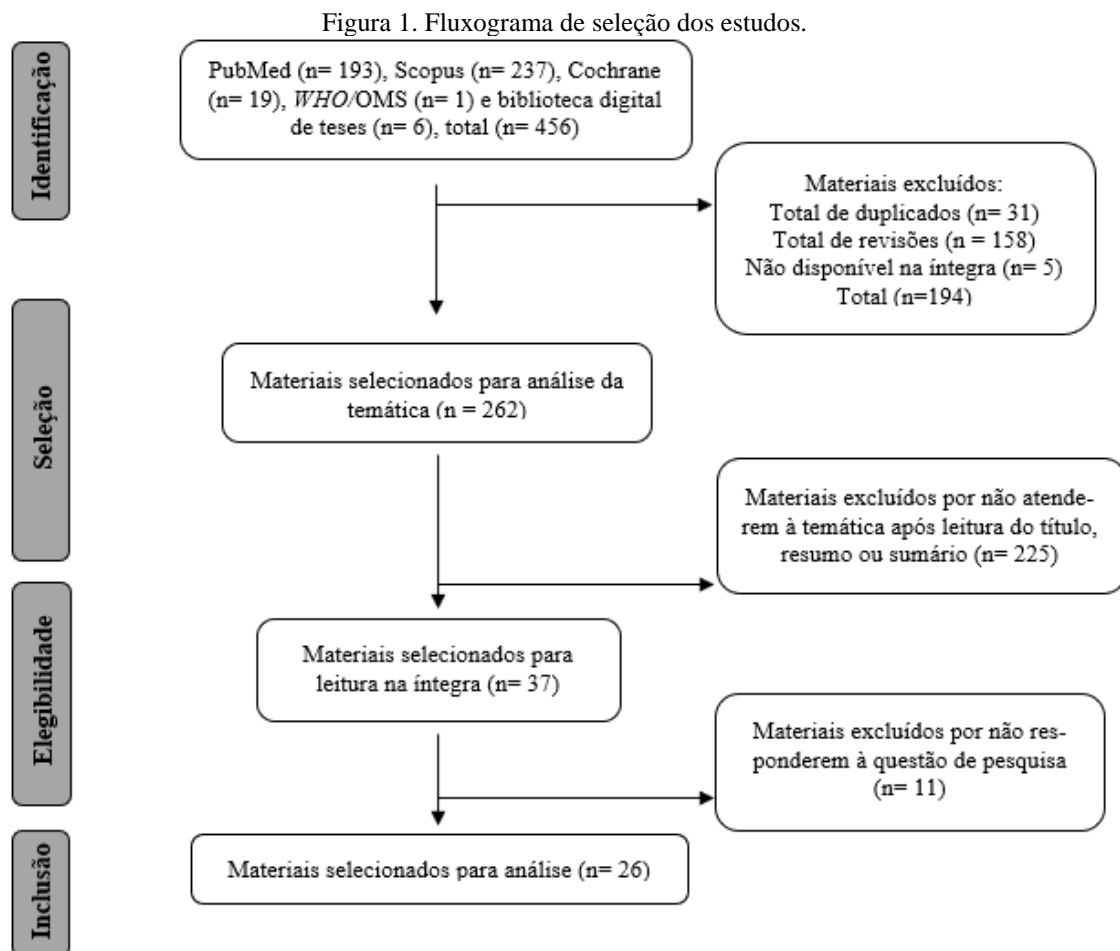 Figura 1. Fluxograma de seleção dos estudos.
Identificação
PubMed (n= 193), Scopus (n= 237), Cochrane
(n= 19), WHO/OMS (n= 1) e biblioteca digital
de teses (n= 6), total (n= 456)
Materiais excluídos:
Total de duplicados (n= 31)
Total de revisões (n = 158)
Não disponível na íntegra (n= 5)
Total (n=194)
Seleção
Materiais selecionados para análise da
temática (n = 262)
Materiais excluídos por não atende-
rem à temática após leitura do título,
resumo ou sumário (n= 225)
Elegibilidade
Materiais selecionados para
leitura na íntegra (n= 37)
Materiais excluídos por não res-
ponderem à questão de pesquisa
(n= 11)
Inclusão
Materiais selecionados para análise (n= 26)